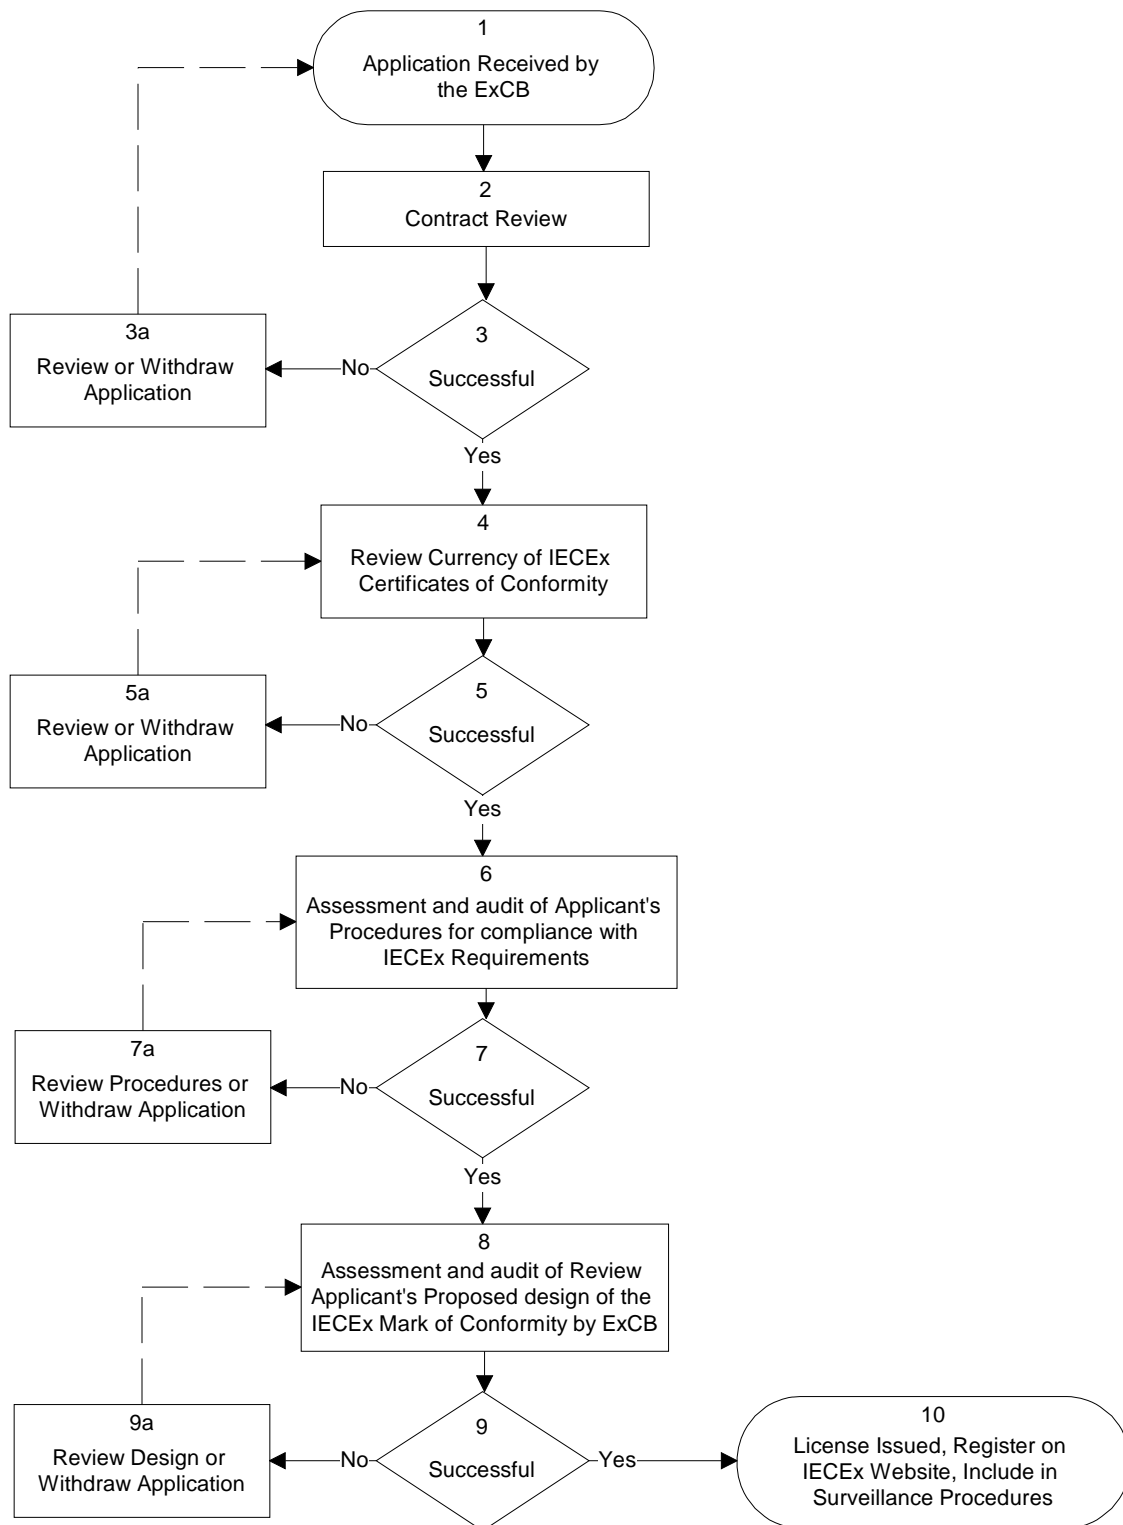 1
Application Received by
the ExCB
2
Contract Review
3
Successful
No
3a
Review or Withdraw
Application
Yes
4
Review Currency of IECEx
Certificates of Conformity
5
Successful
No
5a
Review or Withdraw
Application
Yes
6
Assessment and audit of Applicant's
Procedures for compliance with
IECEx Requirements
7
Successful
No
7a
Review Procedures or
Withdraw Application
Yes
8
Assessment and audit of Review
Applicant's Proposed design of the
IECEx Mark of Conformity by ExCB
9
Successful
No
9a
Review Design or
Withdraw Application
Yes
10
License Issued, Register on
IECEx Website, Include in
Surveillance Procedures